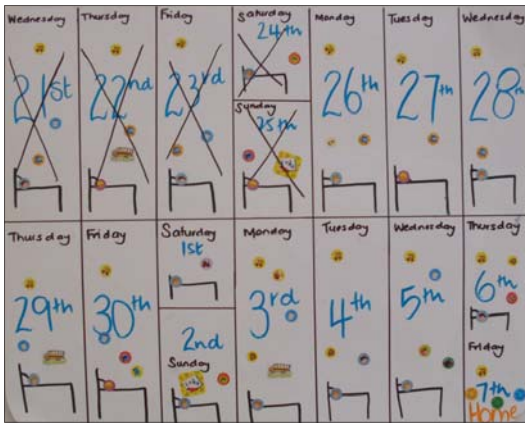 Wednesday
21st
Thursday
22nd
Friday
23rd
Saturday
24th
Sunday
25th
Monday
26th
Tuesday
27th
Wednesday
28th
Thursday
29th
Friday
30th
Saturday
1st
2nd
Sunday
Monday
3rd
Tuesday
4th
Wednesday
5th
Thursday
6th
Friday
7th
Home